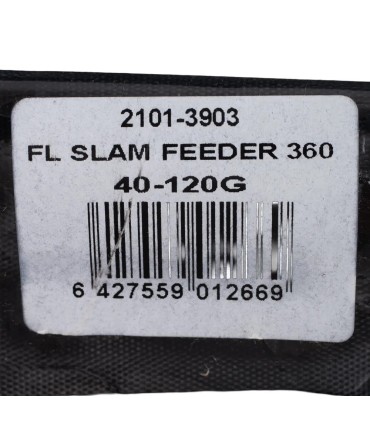 2101-3903
FL SLAM FEEDER 360
40-120G
6 427559 012669